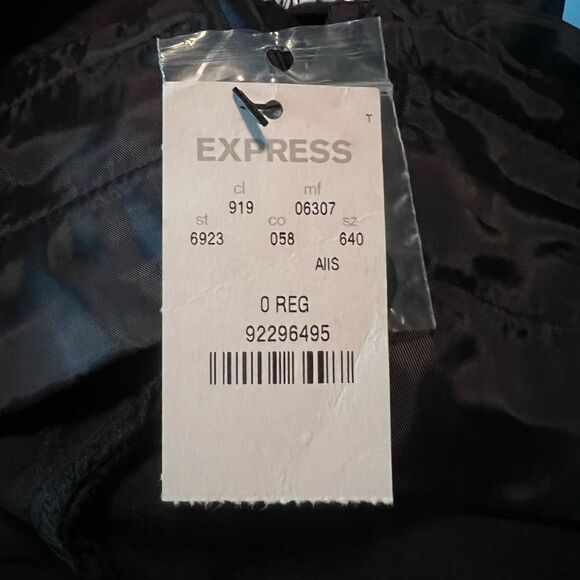 T
EXPRESS
cl mf
919 06307
st co sz
6923 058 640
AIIS
0 REG
92296495